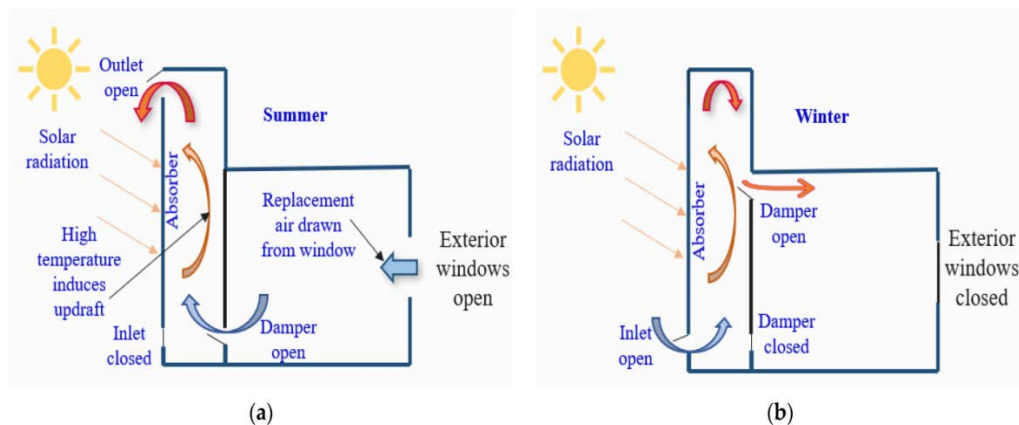 Outlet
open
Summer
Solar
radiation
Absorber
High
temperature
induces
updraft
Replacement
air drawn
from window
Exterior
windows
open
Inlet
closed
Damper
open
(a)
Winter
Solar
radiation
Absorber
Damper
open
Exterior
windows
closed
Inlet
open
Damper
closed
(b)